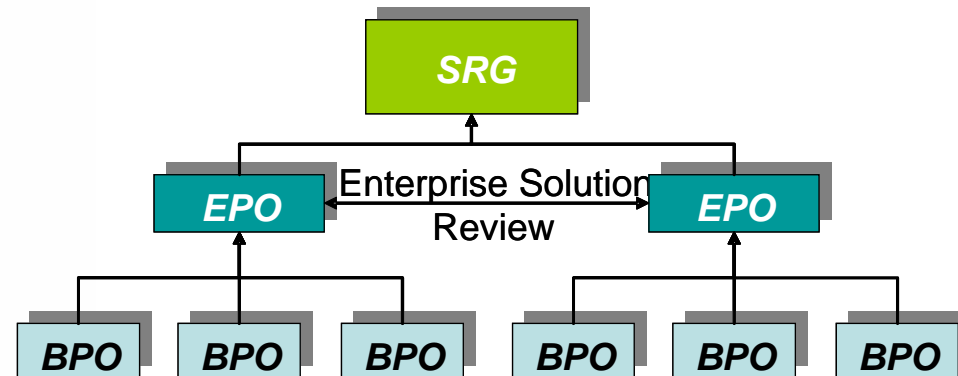 SRG
EPO
Enterprise Solution
Review
EPO
BPO
BPO
BPO
BPO
BPO
BPO